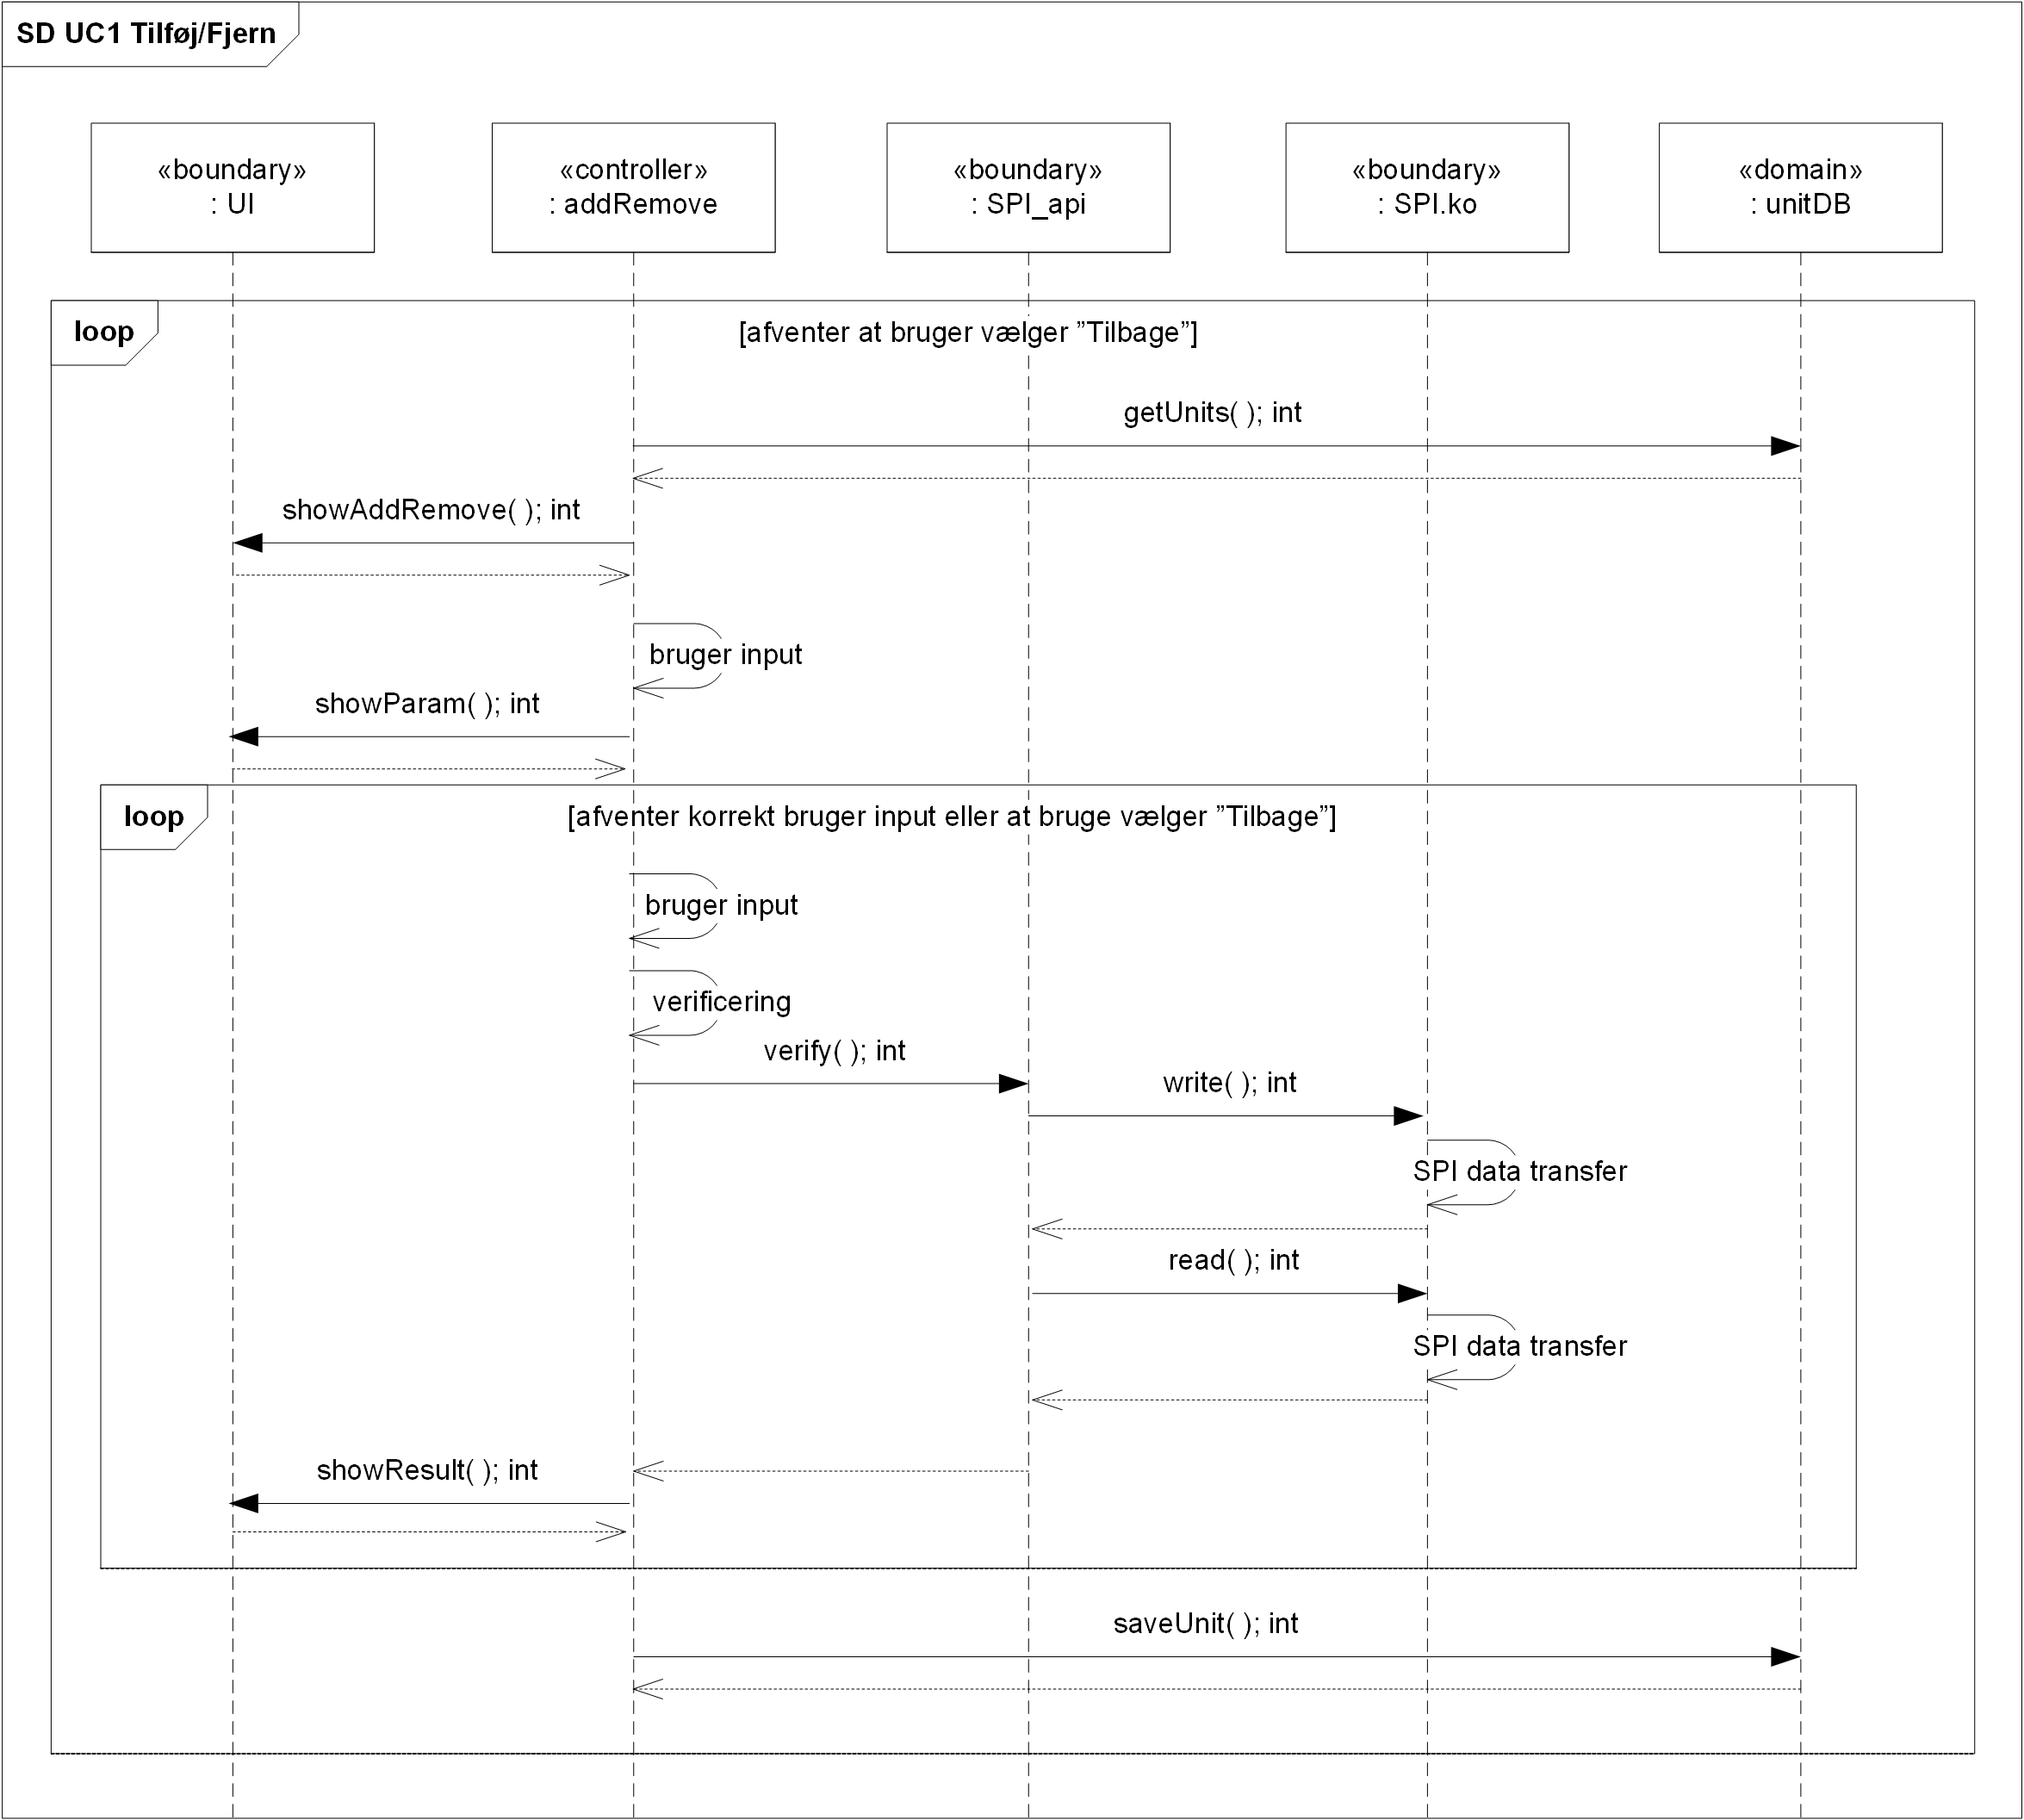 SD UC1 Tilføj/Fjern
«boundary»
: UI
«controller»
: addRemove
«boundary»
: SPI_api
«boundary»
: SPI.ko
«domain»
: unitDB
loop
[afventer at bruger vælger ”Tilbage”]
getUnits( ); int
showAddRemove( ); int
bruger input
showParam( ); int
loop
[afventer korrekt bruger input eller at bruge vælger ”Tilbage”]
bruger input
verificering
verify( ); int
write( ); int
SPI data transfer
read( ); int
SPI data transfer
showResult( ); int
saveUnit( ); int